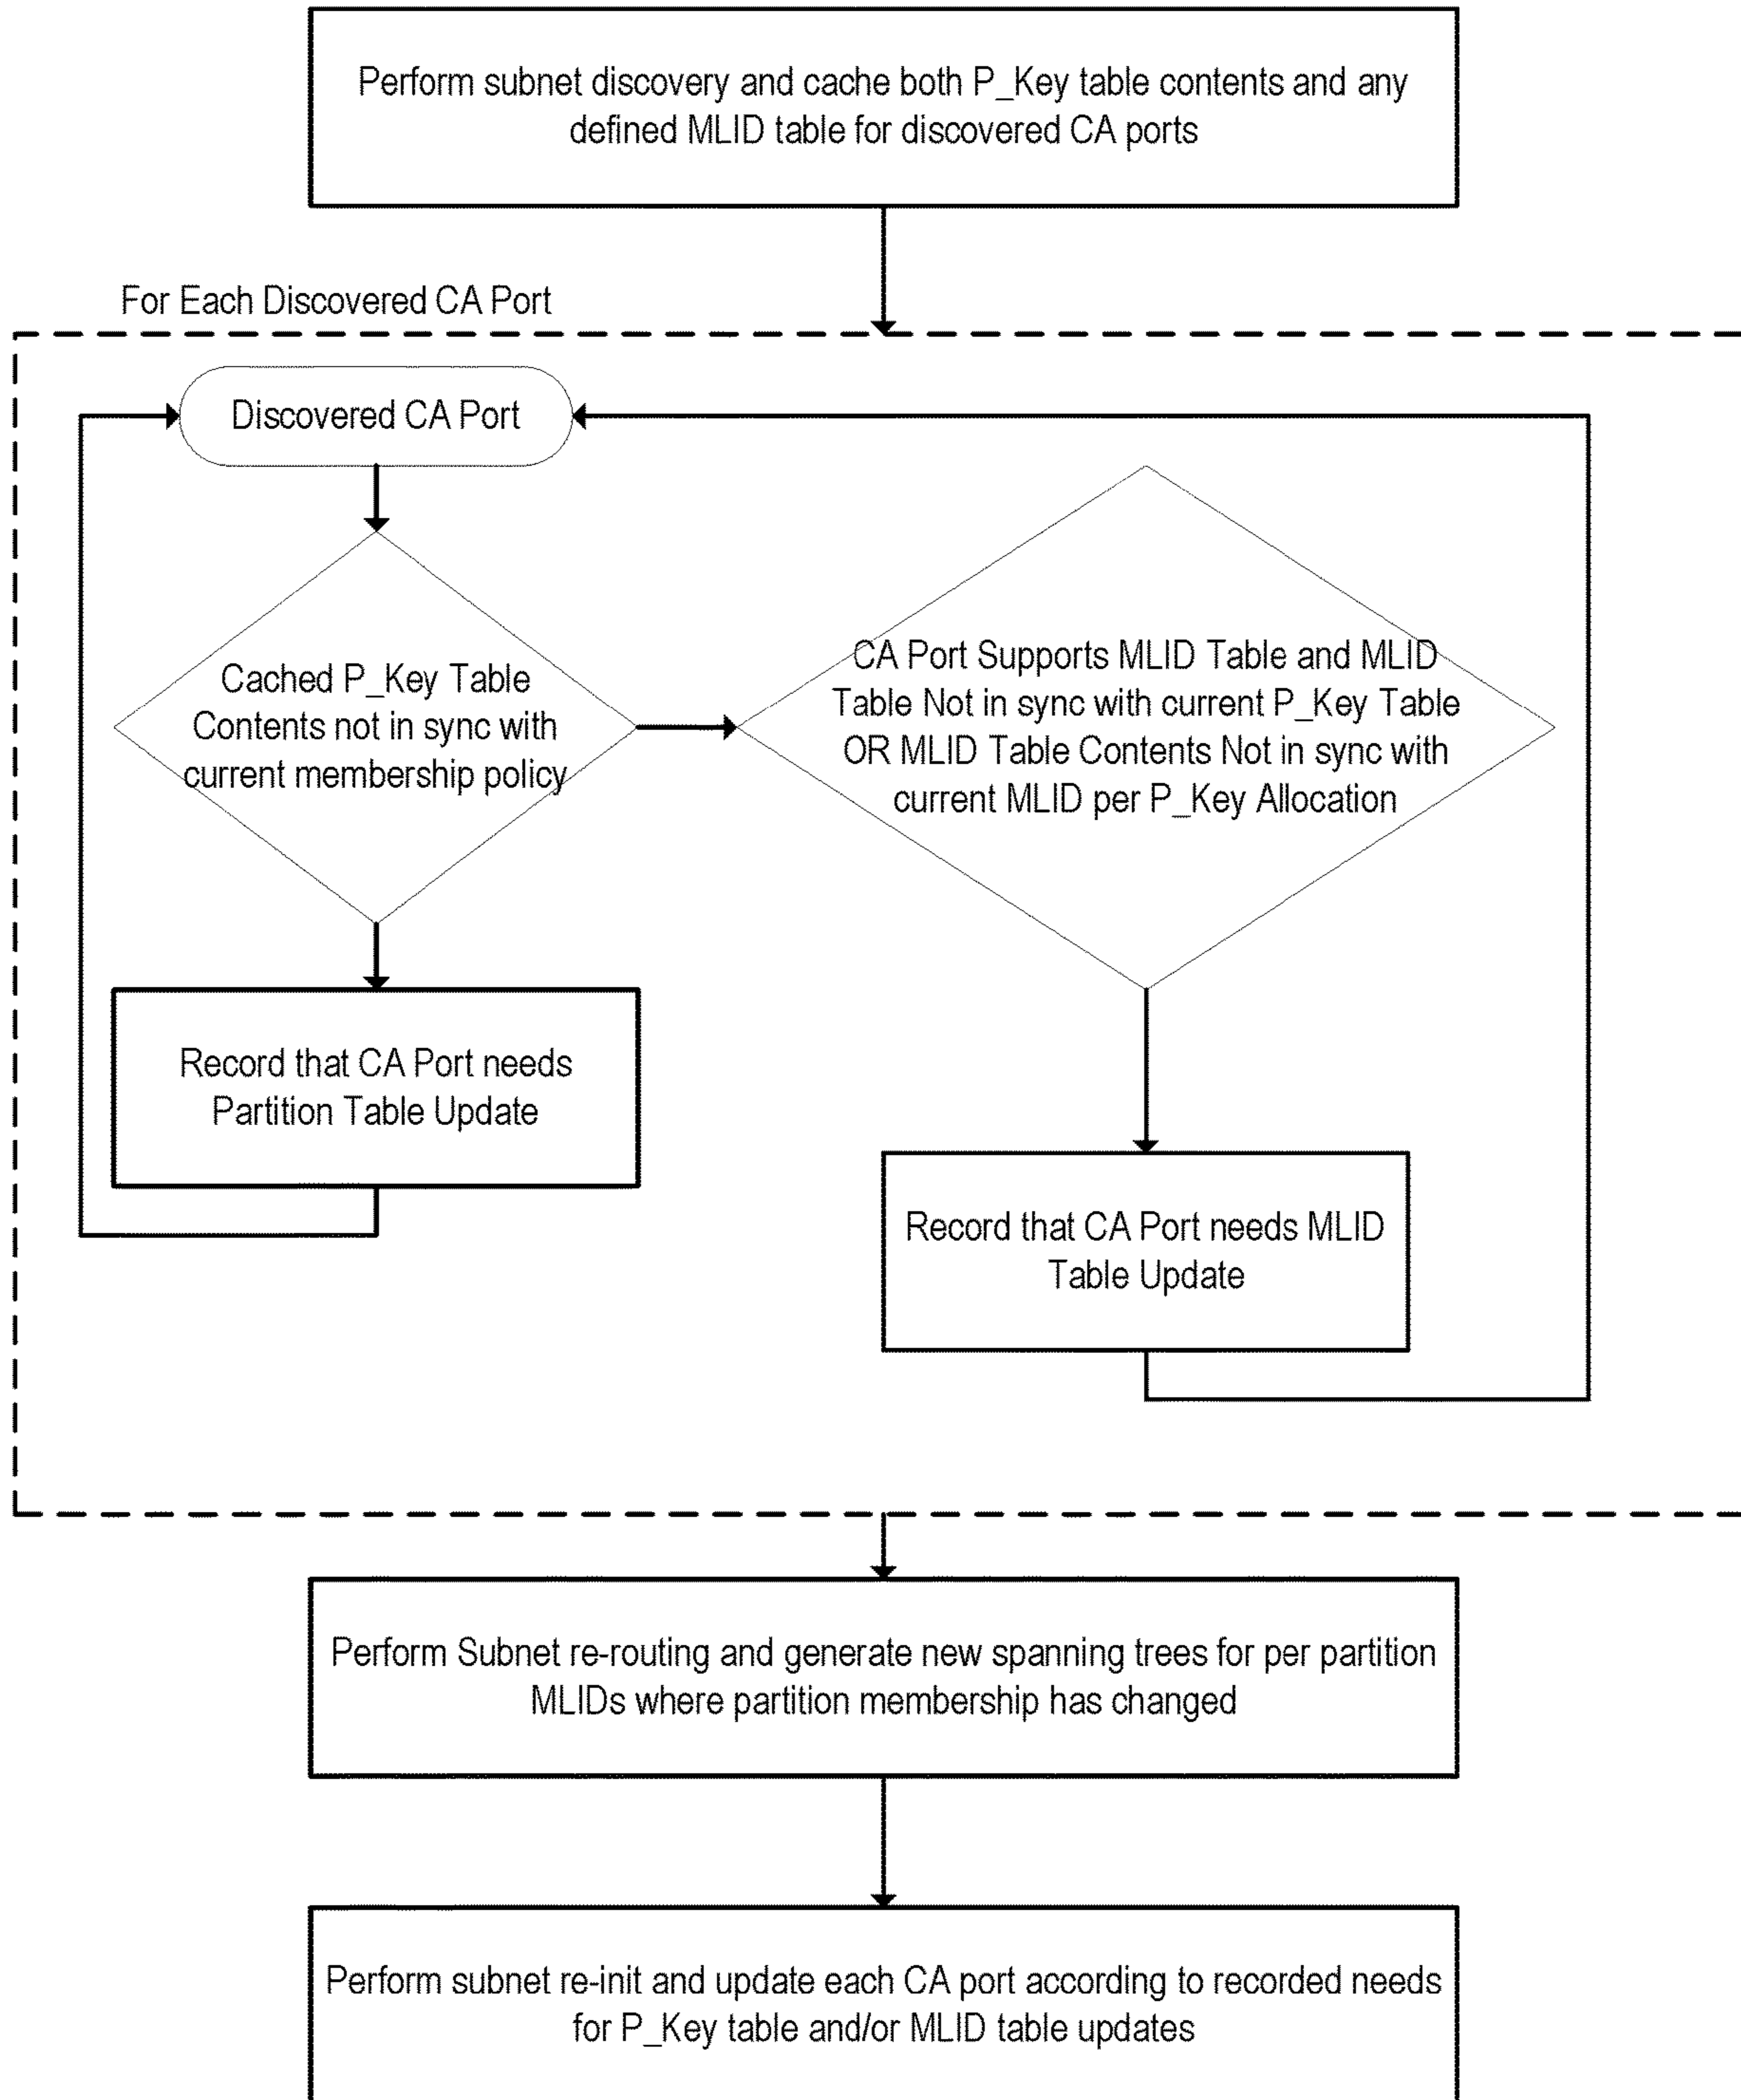 Perform subnet discovery and cache both P_Key table contents and any
defined MLID table for discovered CA ports
For Each Discovered CA Port
Discovered CA Port
Cached P_Key Table
Contents not in sync with
current membership policy
CA Port Supports MLID Table and MLID
Table Not in sync with current P_Key Table
OR MLID Table Contents Not in sync with
current MLID per P_Key Allocation
Record that CA Port needs
Partition Table Update
Record that CA Port needs MLID
Table Update
Perform Subnet re-routing and generate new spanning trees for per partition
MLIDs where partition membership has changed
Perform subnet re-init and update each CA port according to recorded needs
for P_Key table and/or MLID table updates